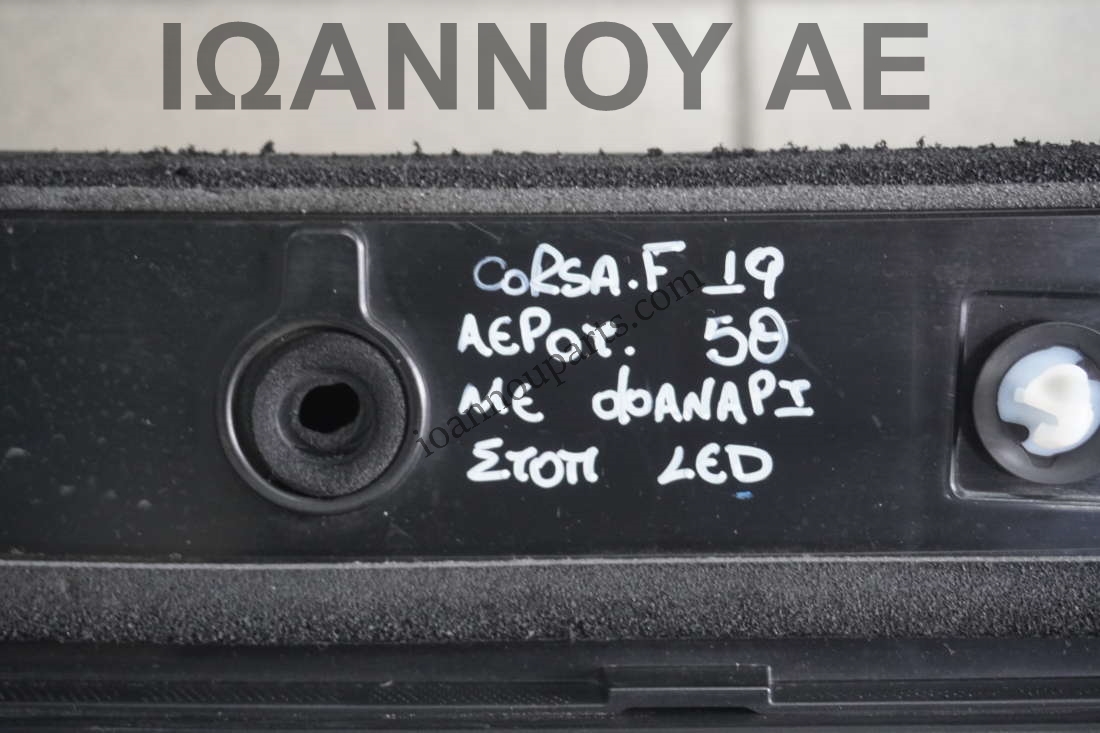 ΙΩΑΝΝΟΥ ΑΕ
CORSA.F 19
ΑΕΡΟΤ. 5Θ
ΜΕ ΦΑΝΑΡΙ
ΣΤΟΠ LED
ioannouparts.com